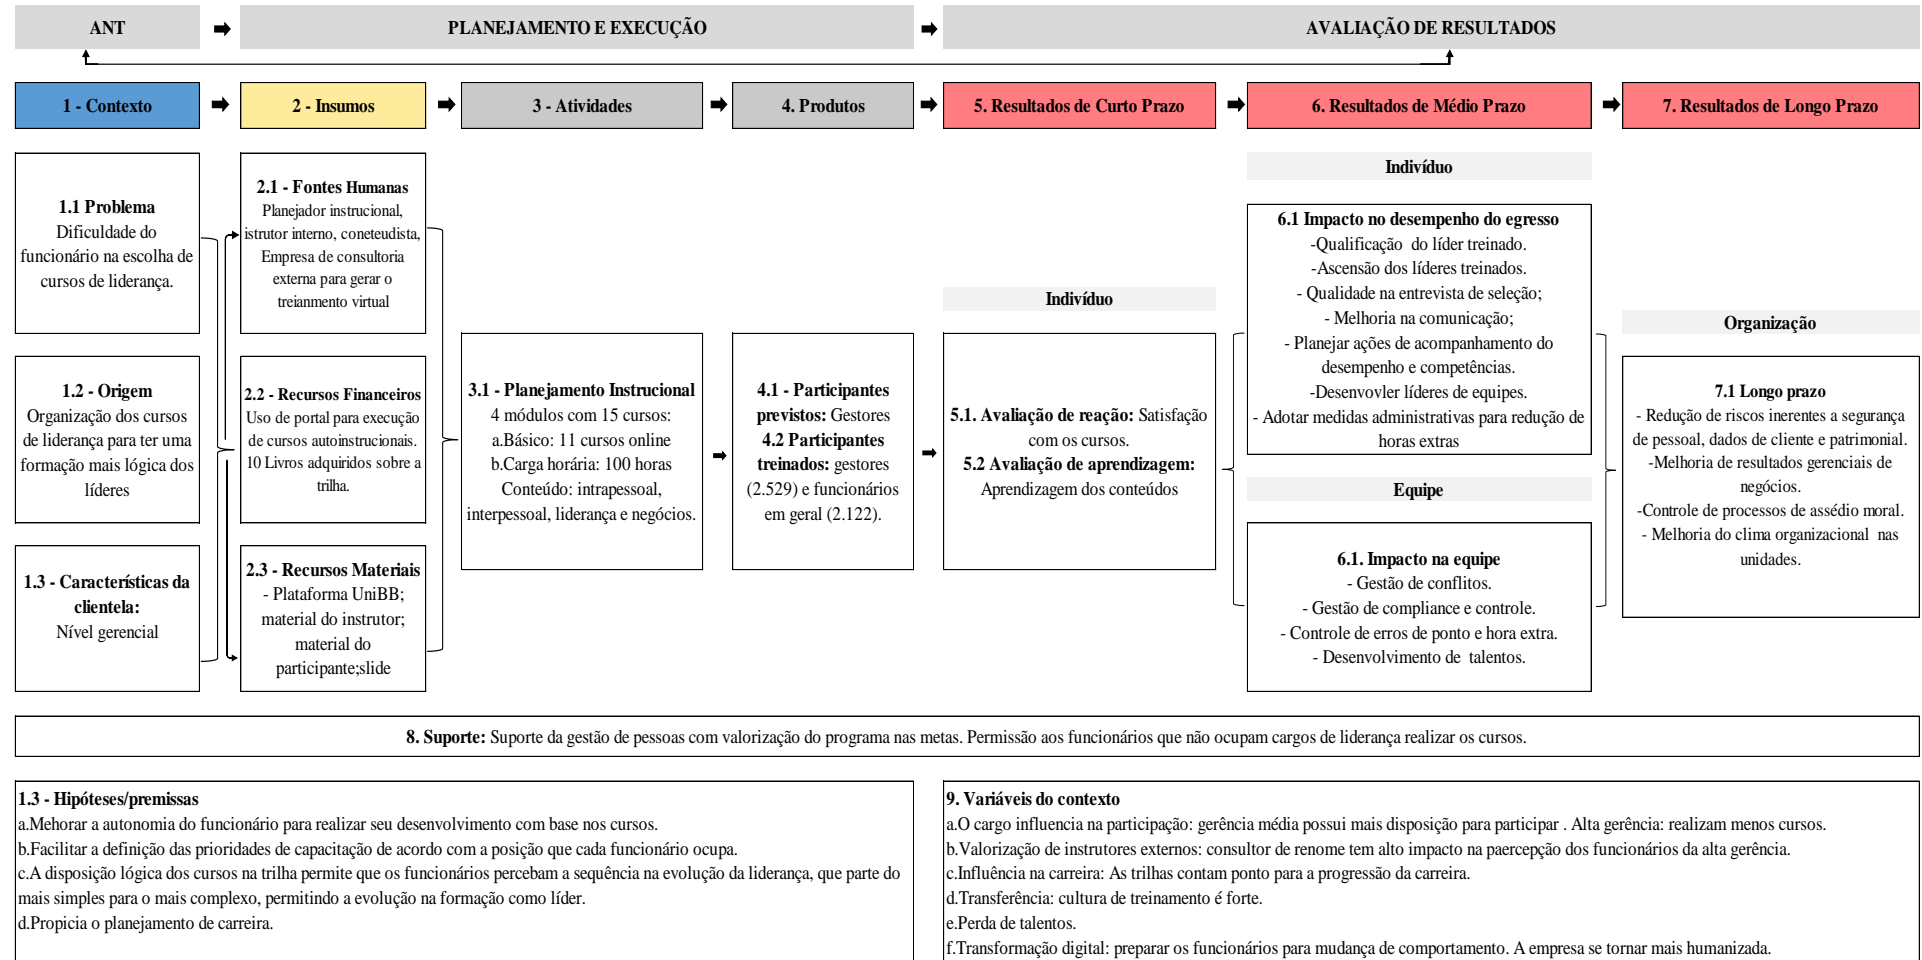 ANT
PLANEJAMENTO E EXECUÇÃO
AVALIAÇÃO DE RESULTADOS
1 - Contexto
2 - Insumos
3 - Atividades
4. Produtos
5. Resultados de Curto Prazo
6. Resultados de Médio Prazo
7. Resultados de Longo Prazo
1.1 Problema
Dificuldade do
funcionário na escolha de
cursos de liderança.
1.2 - Origem
Organização dos cursos
de liderança para ter uma
formação mais lógica dos
líderes
1.3 - Características da
clientela:
Nível gerencial
2.1 - Fontes Humanas
Planejador instrucional,
istrutor interno, coneteudista,
Empresa de consultoria
externa para gerar o
treianmento virtual
2.2 - Recursos Financeiros
Uso de portal para execução
de cursos autoinstrucionais.
10 Livros adquiridos sobre a
trilha.
2.3 - Recursos Materiais
- Plataforma UniBB;
material do instrutor;
material do
participante;slide
3.1 - Planejamento Instrucional
4 módulos com 15 cursos:
a.Básico: 11 cursos online
b.Carga horária: 100 horas
Conteúdo: intrapessoal,
interpessoal, liderança e negócios.
4.1 - Participantes
previstos: Gestores
4.2 Participantes
treinados: gestores
(2.529) e funcionários
em geral (2.122).
Indivíduo
5.1. Avaliação de reação: Satisfação
com os cursos.
5.2 Avaliação de aprendizagem:
Aprendizagem dos conteúdos
Indivíduo
6.1 Impacto no desempenho do egresso
-Qualificação do líder treinado.
-Ascensão dos líderes treinados.
- Qualidade na entrevista de seleção;
- Melhoria na comunicação;
- Planejar ações de acompanhamento do
desempenho e competências.
-Desenvovler líderes de equipes.
- Adotar medidas administrativas para redução de
horas extras
Equipe
6.1. Impacto na equipe
- Gestão de conflitos.
- Gestão de compliance e controle.
- Controle de erros de ponto e hora extra.
- Desenvolvimento de talentos.
Organização
7.1 Longo prazo
- Redução de riscos inerentes a segurança
de pessoal, dados de cliente e patrimonial.
-Melhoria de resultados gerenciais de
negócios.
-Controle de processos de assédio moral.
- Melhoria do clima organizacional nas
unidades.
8. Suporte: Suporte da gestão de pessoas com valorização do programa nas metas. Permissão aos funcionários que não ocupam cargos de liderança realizar os cursos.
1.3 - Hipóteses/premissas
a.Mehorar a autonomia do funcionário para realizar seu desenvolvimento com base nos cursos.
b.Facilitar a definição das prioridades de capacitação de acordo com a posição que cada funcionário ocupa.
c.A disposição lógica dos cursos na trilha permite que os funcionários percebam a sequência na evolução da liderança, que parte do
mais simples para o mais complexo, permitindo a evolução na formação como líder.
d.Propicia o planejamento de carreira.
9. Variáveis do contexto
a.O cargo influencia na participação: gerência média possui mais disposição para participar . Alta gerência: realizam menos cursos.
b.Valorização de instrutores externos: consultor de renome tem alto impacto na paercepção dos funcionários da alta gerência.
c.Influência na carreira: As trilhas contam ponto para a progressão da carreira.
d.Transferência: cultura de treinamento é forte.
e.Perda de talentos.
f.Transformação digital: preparar os funcionários para mudança de comportamento. A empresa se tornar mais humanizada.